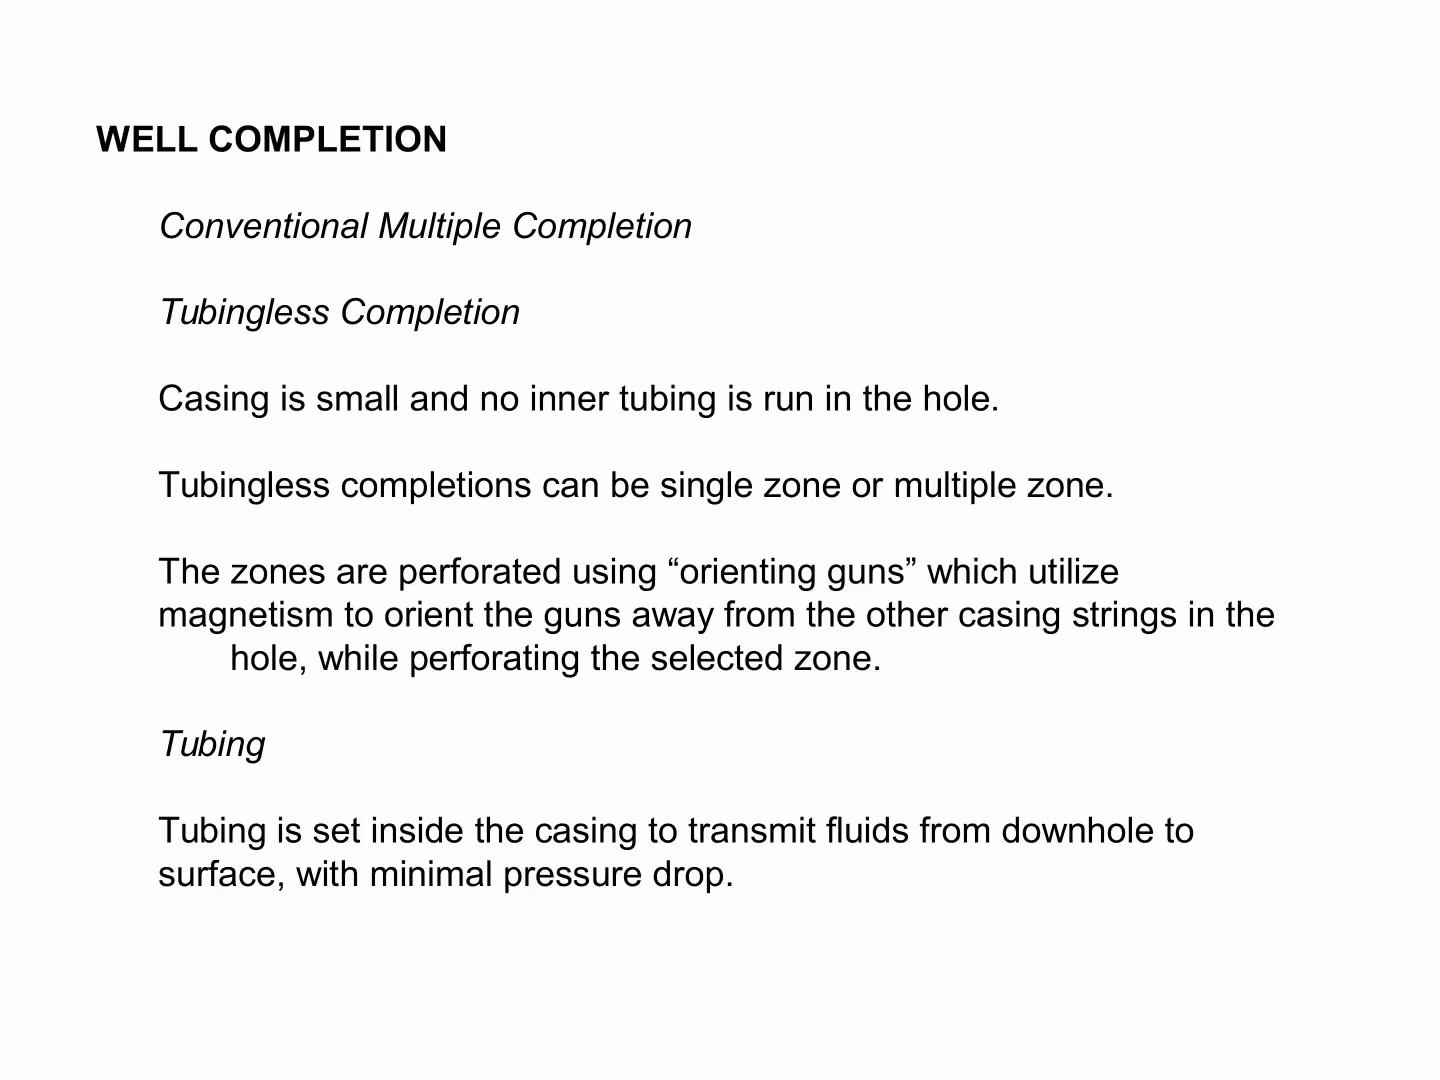 WELL COMPLETION
Conventional Multiple Completion
Tubingless Completion
Casing is small and no inner tubing is run in the hole.
Tubingless completions can be single zone or multiple zone.
The zones are perforated using “orienting guns” which utilize
magnetism to orient the guns away from the other casing strings in the
hole, while perforating the selected zone.
Tubing
Tubing is set inside the casing to transmit fluids from downhole to
surface, with minimal pressure drop.